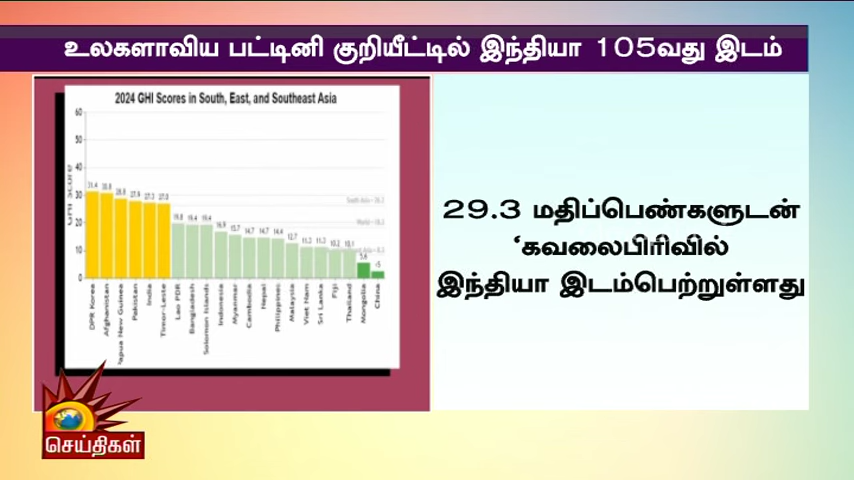 உலகளாவிய பட்டினி குறியீட்டில் இந்தியா 105வது இடம்
2024 GHI Scores in South, East, and Southeast Asia
60
50
40
30
20
10
0
GHI Score
31.4 30.8 28.8 27.9 27.3 27.0 19.8 19.4 19.4 16.9 15.7 14.7 14.7 14.4 12.7 11.3 11.3 10.2 10.1 5.6 <5
DPR Korea
Afghanistan
Papua New Guinea
Pakistan
India
Timor-Leste
Lao PDR
Bangladesh
Solomon Islands
Indonesia
Myanmar
Cambodia
Nepal
Philippines
Malaysia
Viet Nam
Sri Lanka
Fiji
Thailand
Mongolia
China
29.3 மதிப்பெண்களுடன்
‘கவலைபிரிவில்
இந்தியா இடம்பெற்றுள்ளது
செய்திகள்